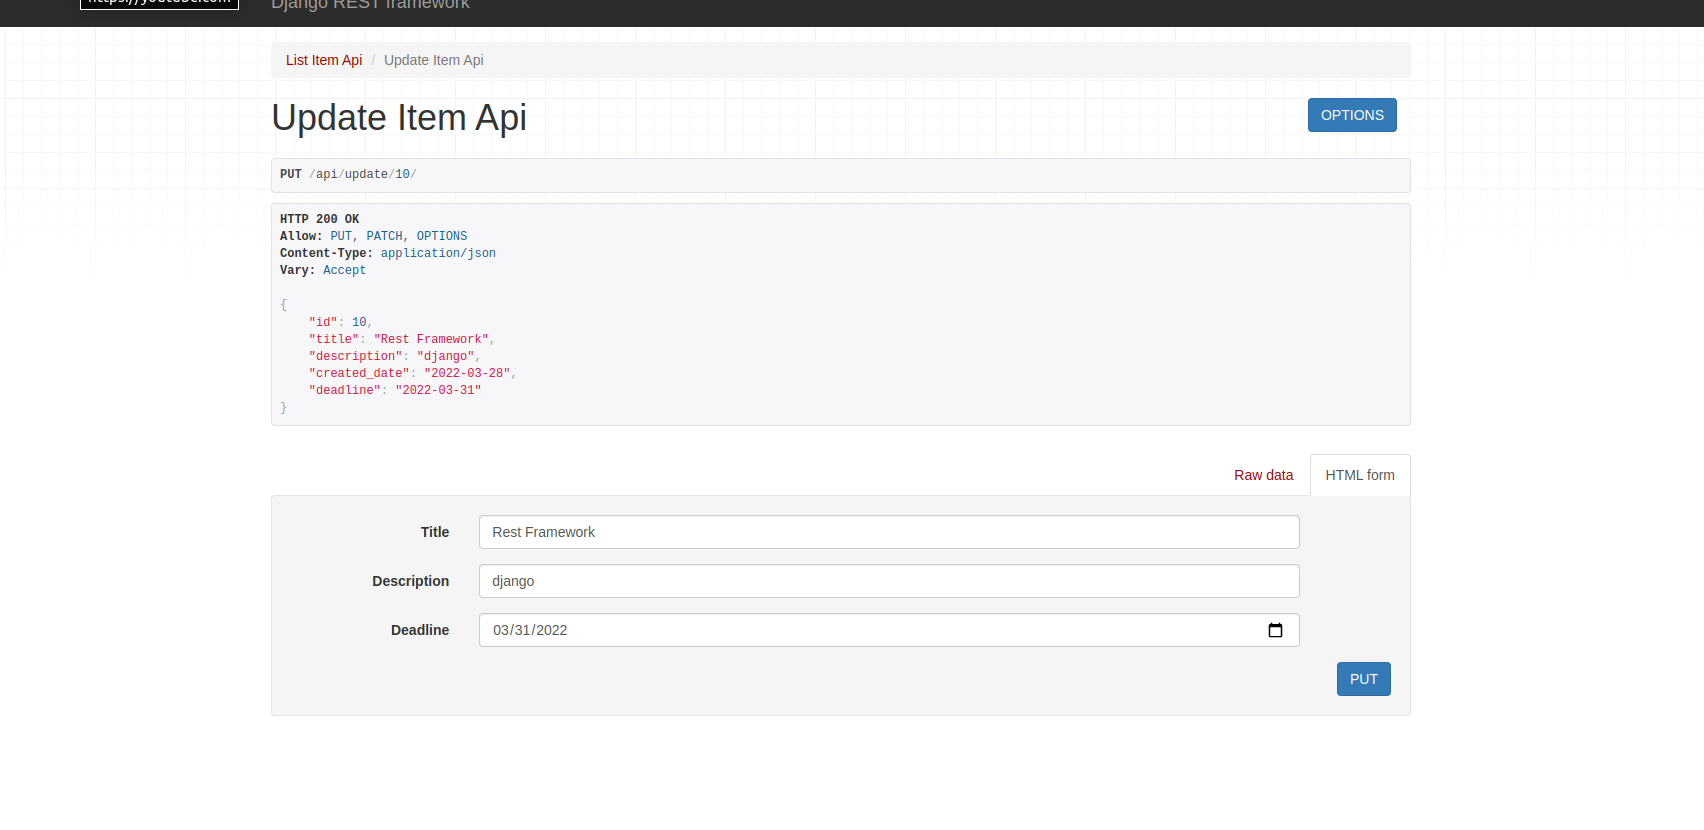 Django REST framework
List Item Api / Update Item Api
Update Item Api
OPTIONS
PUT /api/update/10/
HTTP 200 OK
Allow: PUT, PATCH, OPTIONS
Content-Type: application/json
Vary: Accept
{
    "id": 10,
    "title": "Rest Framework",
    "description": "django",
    "created_date": "2022-03-28",
    "deadline": "2022-03-31"
}
Raw data
HTML form
Title
Rest Framework
Description
django
Deadline
03/31/2022
PUT